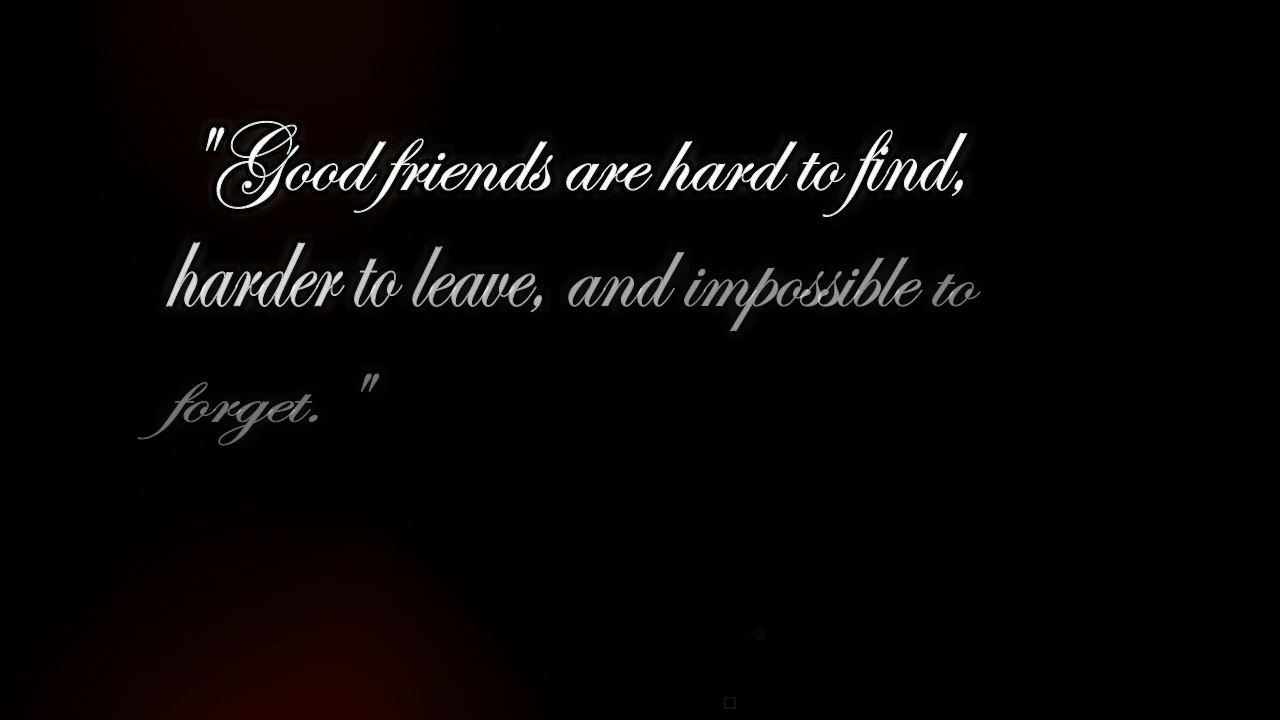 "Good friends are hard to find,
harder to leave, and impossible to
forget. "